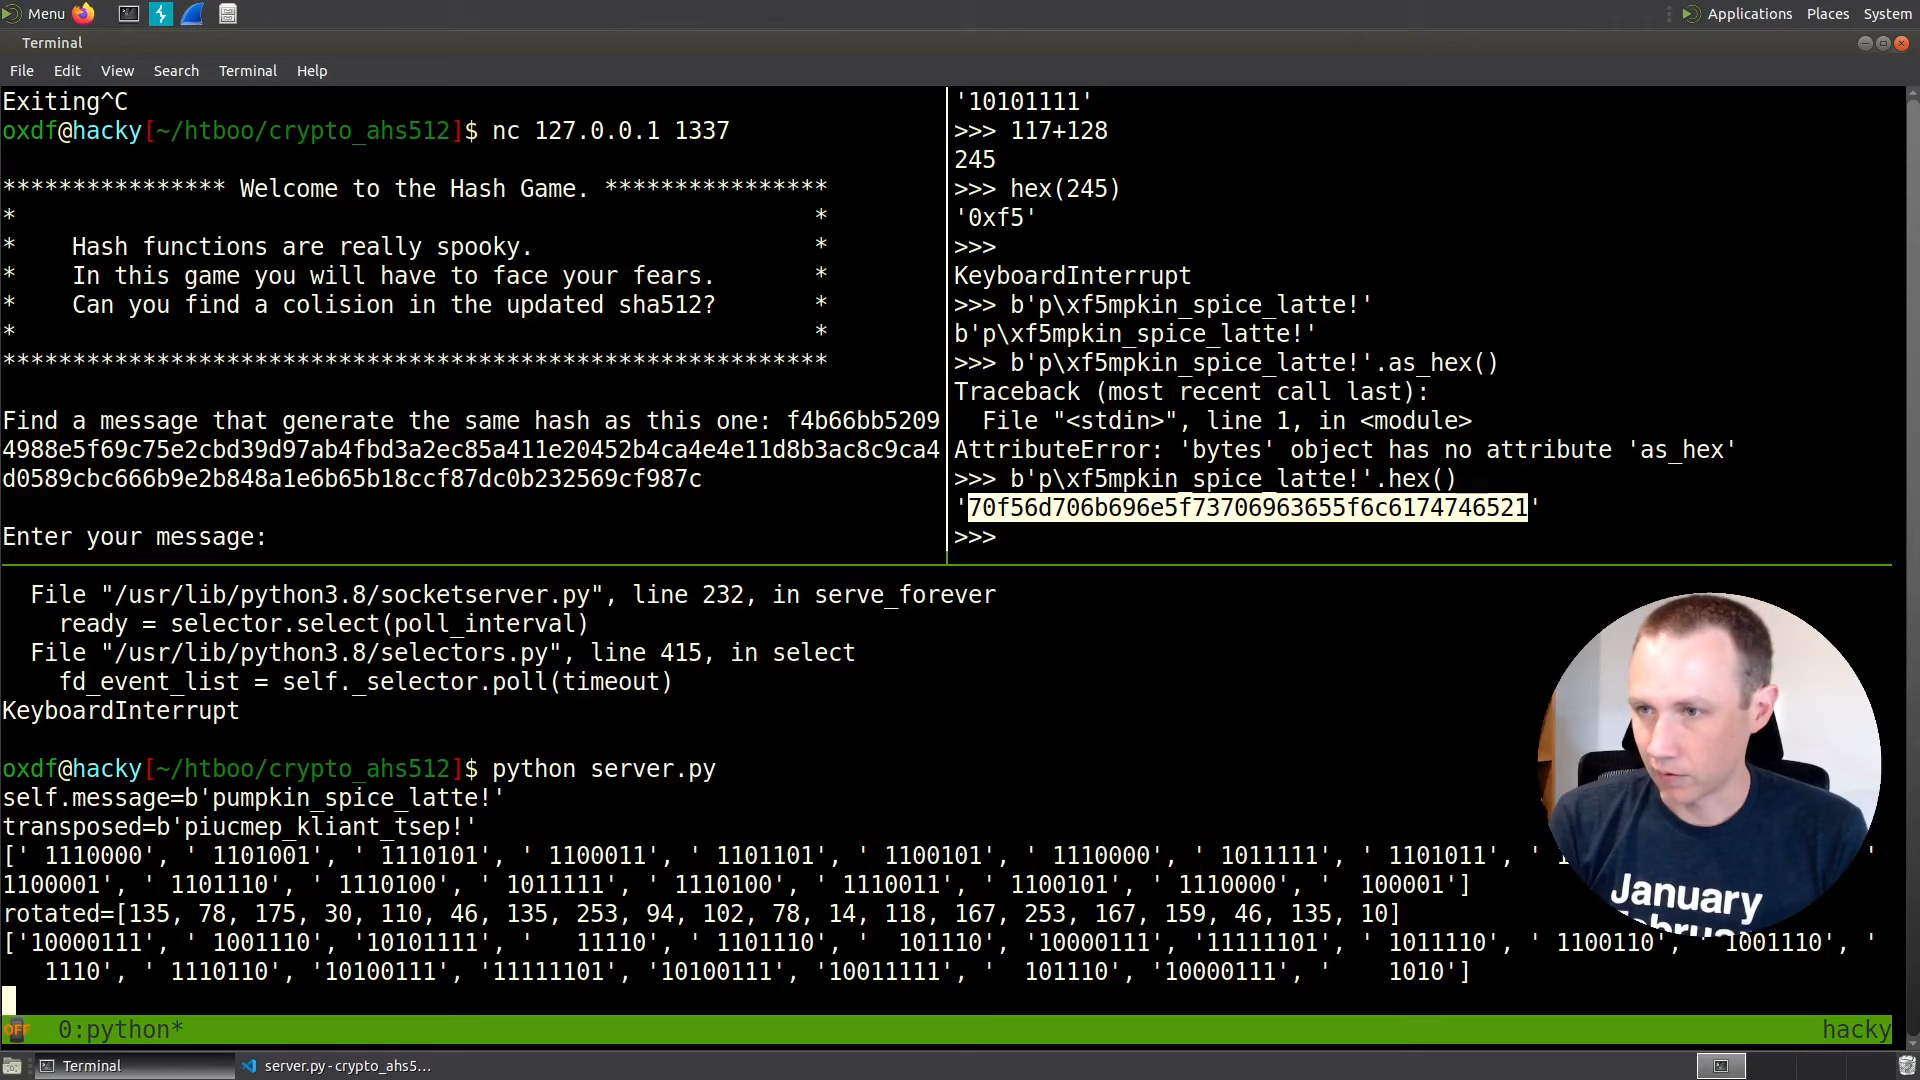 Menu
Applications Places System
Terminal
File Edit View Search Terminal Help
Exiting^C
oxdf@hacky[~/htboo/crypto_ahs512]$ nc 127.0.0.1 1337
**************** Welcome to the Hash Game. ****************
* *
* Hash functions are really spooky. *
* In this game you will have to face your fears. *
* Can you find a colision in the updated sha512? *
* *
***********************************************************
Find a message that generate the same hash as this one: f4b66bb5209
4988e5f69c75e2cbd39d97ab4fbd3a2ec85a411e20452b4ca4e4e11d8b3ac8c9ca4
d0589cbc666b9e2b848a1e6b65b18ccf87dc0b232569cf987c
Enter your message:
'10101111'
>>> 117+128
245
>>> hex(245)
'0xf5'
>>>
KeyboardInterrupt
>>> b'p\xf5mpkin_spice_latte!'
b'p\xf5mpkin_spice_latte!'
>>> b'p\xf5mpkin_spice_latte!'.as_hex()
Traceback (most recent call last):
File "<stdin>", line 1, in <module>
AttributeError: 'bytes' object has no attribute 'as_hex'
>>> b'p\xf5mpkin_spice_latte!'.hex()
'70f56d706b696e5f73706963655f6c6174746521'
>>>
File "/usr/lib/python3.8/socketserver.py", line 232, in serve_forever
ready = selector.select(poll_interval)
File "/usr/lib/python3.8/selectors.py", line 415, in select
fd_event_list = self._selector.poll(timeout)
KeyboardInterrupt
oxdf@hacky[~/htboo/crypto_ahs512]$ python server.py
self.message=b'pumpkin_spice_latte!'
transposed=b'piucmep_kliant_tsep!'
[' 1110000', ' 1101001', ' 1110101', ' 1100011', ' 1101101', ' 1100101', ' 1110000', ' 1011111', ' 1101011', ' '
1100001', ' 1101110', ' 1110100', ' 1011111', ' 1110100', ' 1110011', ' 1100101', ' 1110000', ' 100001']
rotated=[135, 78, 175, 30, 110, 46, 135, 253, 94, 102, 78, 14, 118, 167, 253, 167, 159, 46, 135, 10]
['10000111', ' 1001110', '10101111', ' 11110', ' 1101110', ' 101110', '10000111', '11111101', ' 1011110', ' 1100110', ' 1001110', '
1110', ' 1110110', '10100111', '11111101', '10100111', '10011111', ' 101110', '10000111', ' 1010']
January
February
OFF 0:python* hacky
Terminal
server.py - crypto_ahs5...